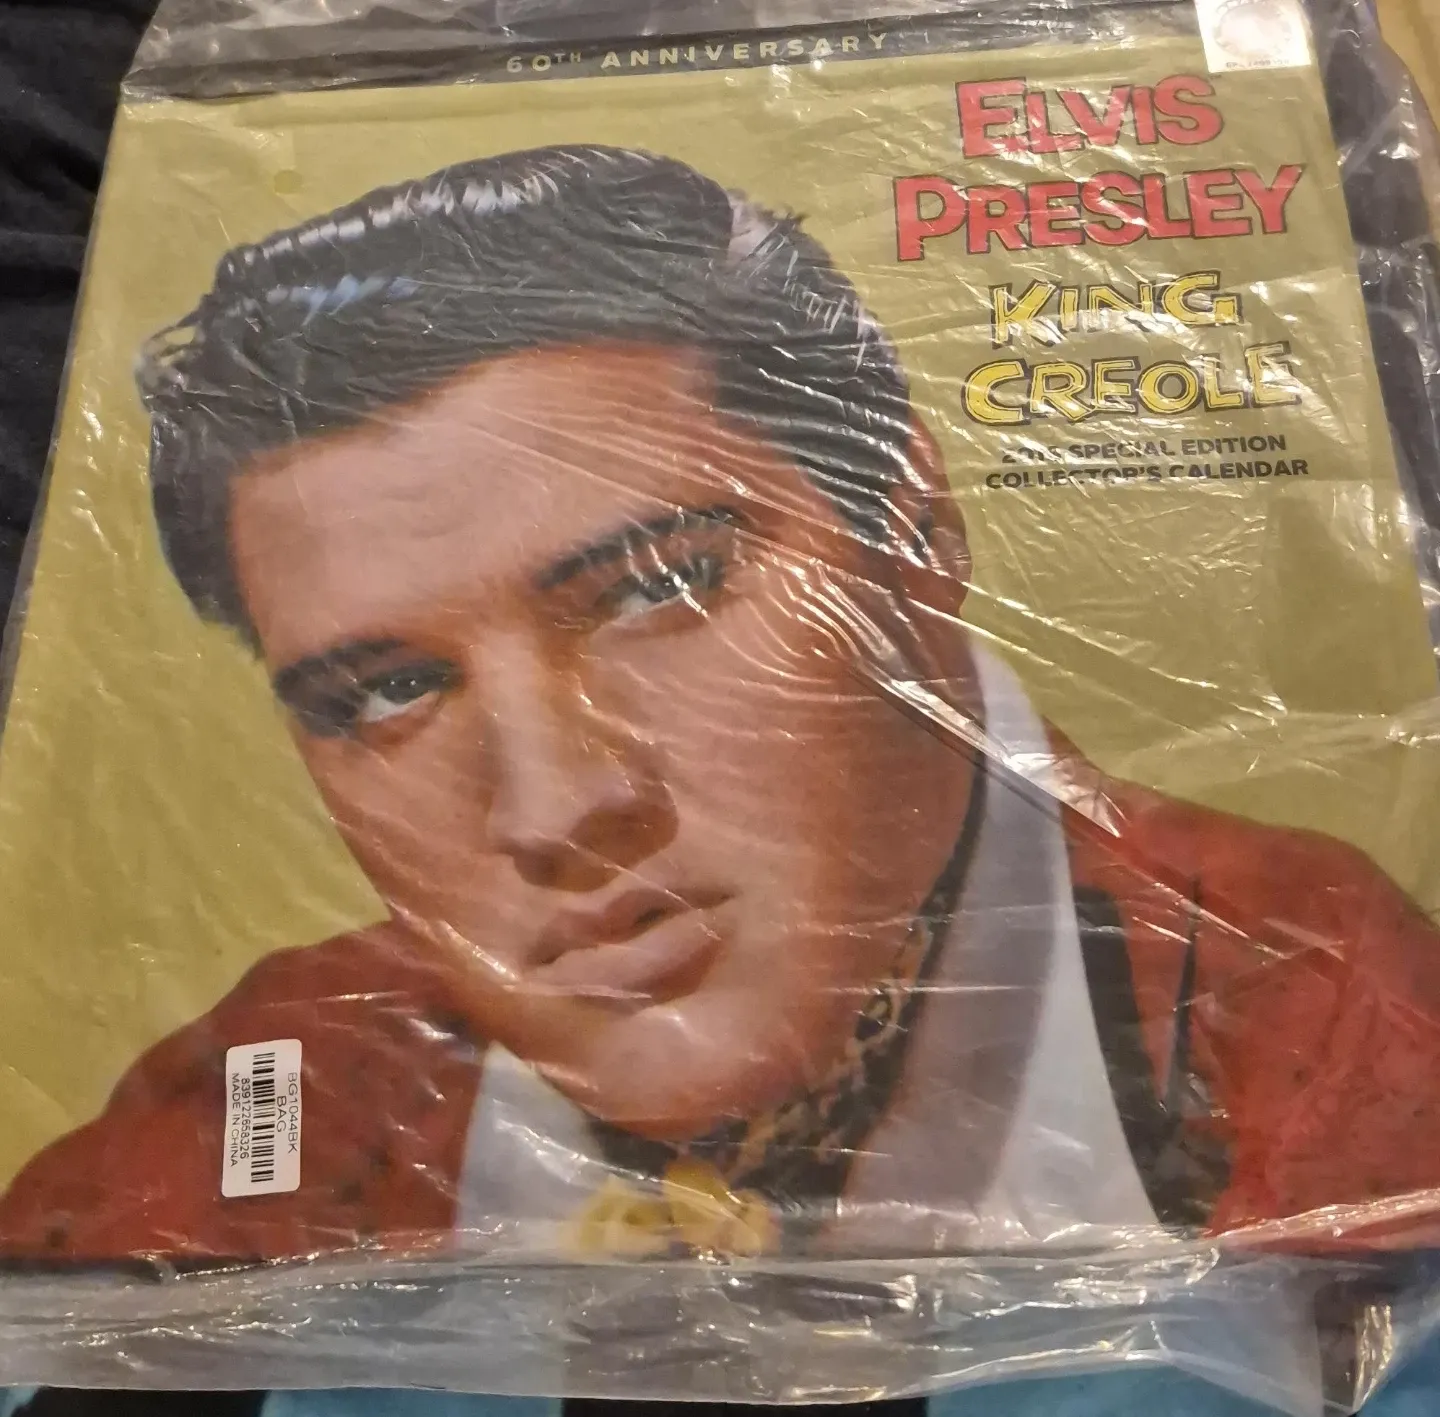 60TH ANNIVERSARY
ELVIS
PRESLEY
KING
CREOLE
SPECIAL EDITION
COLLECTOR'S CALENDAR
BG1044BK
BAG
839122658326
MADE IN CHINA